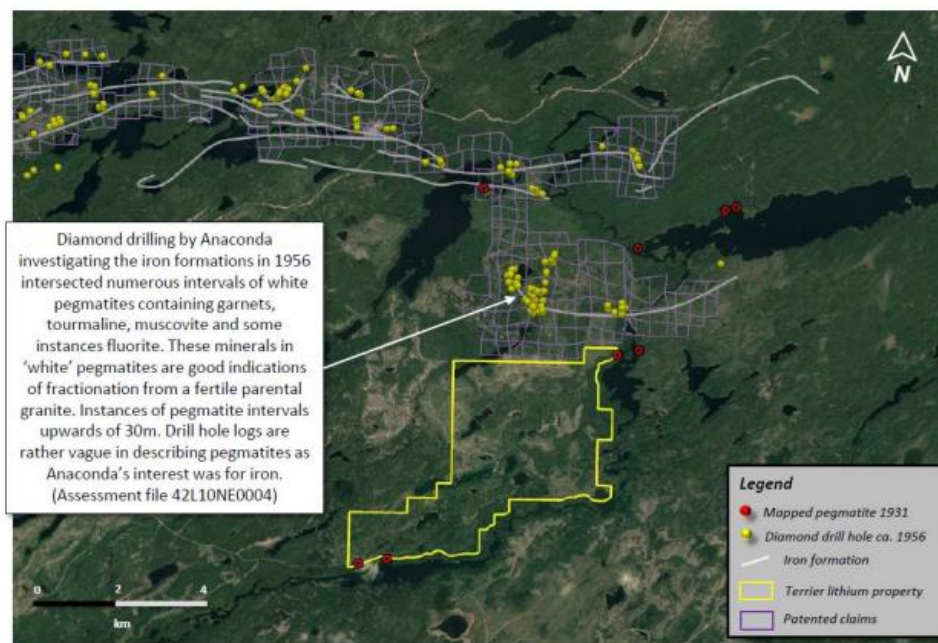 N
Diamond drilling by Anaconda
investigating the iron formations in 1956
intersected numerous intervals of white
pegmatites containing garnets,
tourmaline, muscovite and some
instances fluorite. These minerals in
‘white’ pegmatites are good indications
of fractionation from a fertile parental
granite. Instances of pegmatite intervals
upwards of 30m. Drill hole logs are
rather vague in describing pegmatites as
Anaconda’s interest was for iron.
(Assessment file 42L10NE0004)
Legend
Mapped pegmatite 1931
Diamond drill hole ca. 1956
Iron formation
Terrier lithium property
Patented claims
0 2 4
km